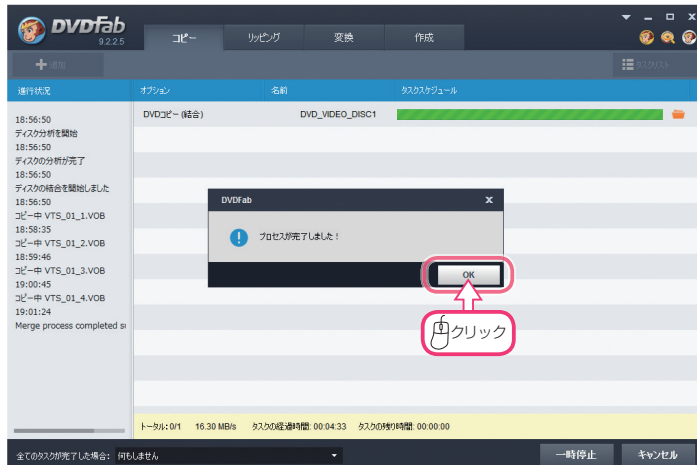 DVDFab
9.2.2.5
コピー
リッピング
変換
作成
追加
タスクリスト
進行状況
オプション
名前
タスクスケジュール
DVDコピー (結合)
DVD_VIDEO_DISC1
18:56:50
ディスク分析を開始
18:56:50
ディスクの分析が完了
18:56:50
ディスクの結合を開始しました
18:56:50
コピー中 VTS_01_1.VOB
18:58:35
コピー中 VTS_01_2.VOB
18:59:46
コピー中 VTS_01_3.VOB
19:00:45
コピー中 VTS_01_4.VOB
19:01:24
Merge process completed su
DVDFab
プロセスが完了しました!
OK
クリック
トータル: 0/1 16.30 MB/s タスクの経過時間: 00:04:33 タスクの残り時間: 00:00:00
全てのタスクが完了した場合: 何もしません
一時停止
キャンセル